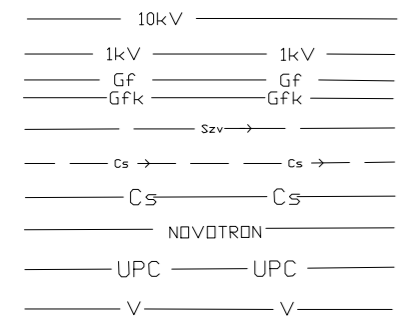 10kV
1kV 1kV
Gf Gf
Gfk Gfk
Szv
Cs Cs
Cs Cs
NOVOTRON
UPC UPC
V V